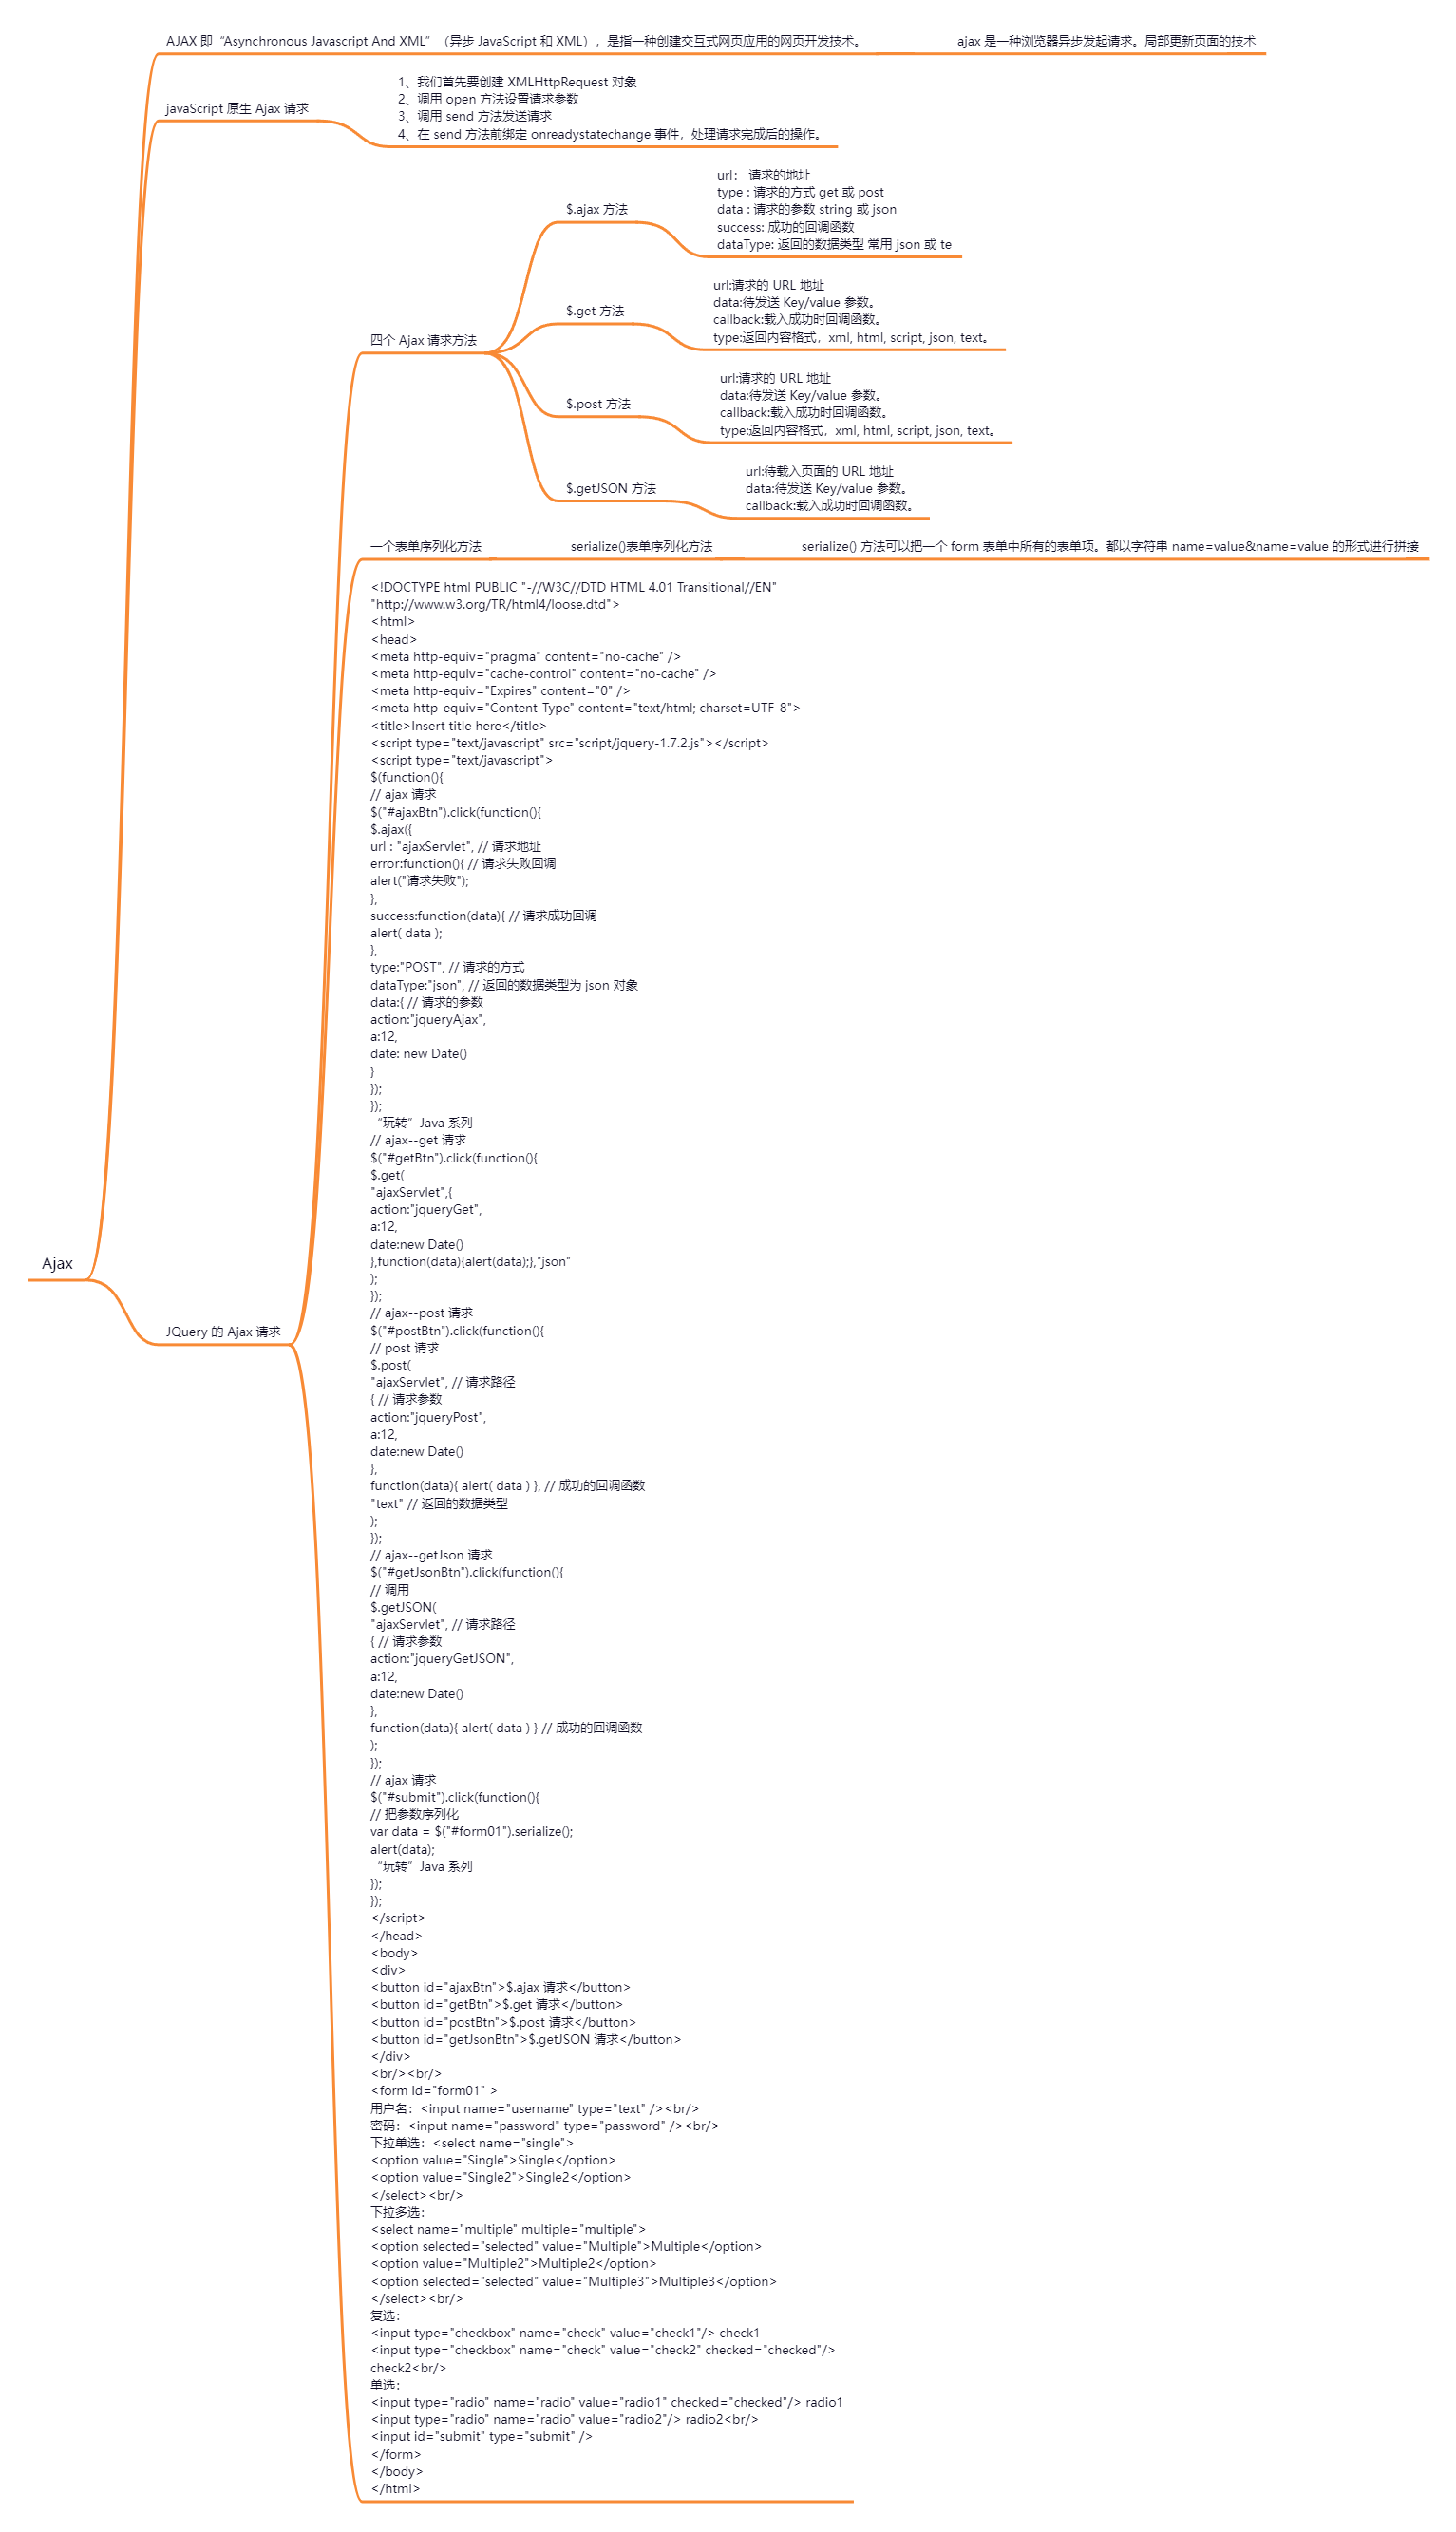 AJAX 即“Asynchronous Javascript And XML”（异步 JavaScript 和 XML），是指一种创建交互式网页应用的网页开发技术。
ajax 是一种浏览器异步发起请求。局部更新页面的技术
javaScript 原生 Ajax 请求
1、我们首先要创建 XMLHttpRequest 对象
2、调用 open 方法设置请求参数
3、调用 send 方法发送请求
4、在 send 方法前绑定 onreadystatechange 事件，处理请求完成后的操作。
四个 Ajax 请求方法
$.ajax 方法
url： 请求的地址
type : 请求的方式 get 或 post
data : 请求的参数 string 或 json
success: 成功的回调函数
dataType: 返回的数据类型 常用 json 或 te
$.get 方法
url:请求的 URL 地址
data:待发送 Key/value 参数。
callback:载入成功时回调函数。
type:返回内容格式，xml, html, script, json, text。
$.post 方法
url:请求的 URL 地址
data:待发送 Key/value 参数。
callback:载入成功时回调函数。
type:返回内容格式，xml, html, script, json, text。
$.getJSON 方法
url:待载入页面的 URL 地址
data:待发送 Key/value 参数。
callback:载入成功时回调函数。
一个表单序列化方法
serialize()表单序列化方法
serialize() 方法可以把一个 form 表单中所有的表单项。都以字符串 name=value&name=value 的形式进行拼接
<!DOCTYPE html PUBLIC "-//W3C//DTD HTML 4.01 Transitional//EN"
"http://www.w3.org/TR/html4/loose.dtd">
<html>
<head>
<meta http-equiv="pragma" content="no-cache" />
<meta http-equiv="cache-control" content="no-cache" />
<meta http-equiv="Expires" content="0" />
<meta http-equiv="Content-Type" content="text/html; charset=UTF-8">
<title>Insert title here</title>
<script type="text/javascript" src="script/jquery-1.7.2.js"></script>
<script type="text/javascript">
$(function(){
// ajax 请求
$("#ajaxBtn").click(function(){
$.ajax({
url : "ajaxServlet", // 请求地址
error:function(){ // 请求失败回调
alert("请求失败");
},
success:function(data){ // 请求成功回调
alert( data );
},
type:"POST", // 请求的方式
dataType:"json", // 返回的数据类型为 json 对象
data:{ // 请求的参数
action:"jqueryAjax",
a:12,
date: new Date()
}
});
});
“玩转”Java 系列
// ajax--get 请求
$("#getBtn").click(function(){
$.get(
"ajaxServlet",{
action:"jqueryGet",
a:12,
date:new Date()
},function(data){alert(data);},"json"
);
});
// ajax--post 请求
$("#postBtn").click(function(){
// post 请求
$.post(
"ajaxServlet", // 请求路径
{ // 请求参数
action:"jqueryPost",
a:12,
date:new Date()
},
function(data){ alert( data ) }, // 成功的回调函数
"text" // 返回的数据类型
);
});
// ajax--getJson 请求
$("#getJsonBtn").click(function(){
// 调用
$.getJSON(
"ajaxServlet", // 请求路径
{ // 请求参数
action:"jqueryGetJSON",
a:12,
date:new Date()
},
function(data){ alert( data ) } // 成功的回调函数
);
});
// ajax 请求
$("#submit").click(function(){
// 把参数序列化
var data = $("#form01").serialize();
alert(data);
“玩转”Java 系列
});
});
</script>
</head>
<body>
<div>
<button id="ajaxBtn">$.ajax 请求</button>
<button id="getBtn">$.get 请求</button>
<button id="postBtn">$.post 请求</button>
<button id="getJsonBtn">$.getJSON 请求</button>
</div>
<br/><br/>
<form id="form01" >
用户名：<input name="username" type="text" /><br/>
密码：<input name="password" type="password" /><br/>
下拉单选：<select name="single">
<option value="Single">Single</option>
<option value="Single2">Single2</option>
</select><br/>
下拉多选：
<select name="multiple" multiple="multiple">
<option selected="selected" value="Multiple">Multiple</option>
<option value="Multiple2">Multiple2</option>
<option selected="selected" value="Multiple3">Multiple3</option>
</select><br/>
复选：
<input type="checkbox" name="check" value="check1"/> check1
<input type="checkbox" name="check" value="check2" checked="checked"/>
check2<br/>
单选：
<input type="radio" name="radio" value="radio1" checked="checked"/> radio1
<input type="radio" name="radio" value="radio2"/> radio2<br/>
<input id="submit" type="submit" />
</form>
</body>
</html>
Ajax
JQuery 的 Ajax 请求